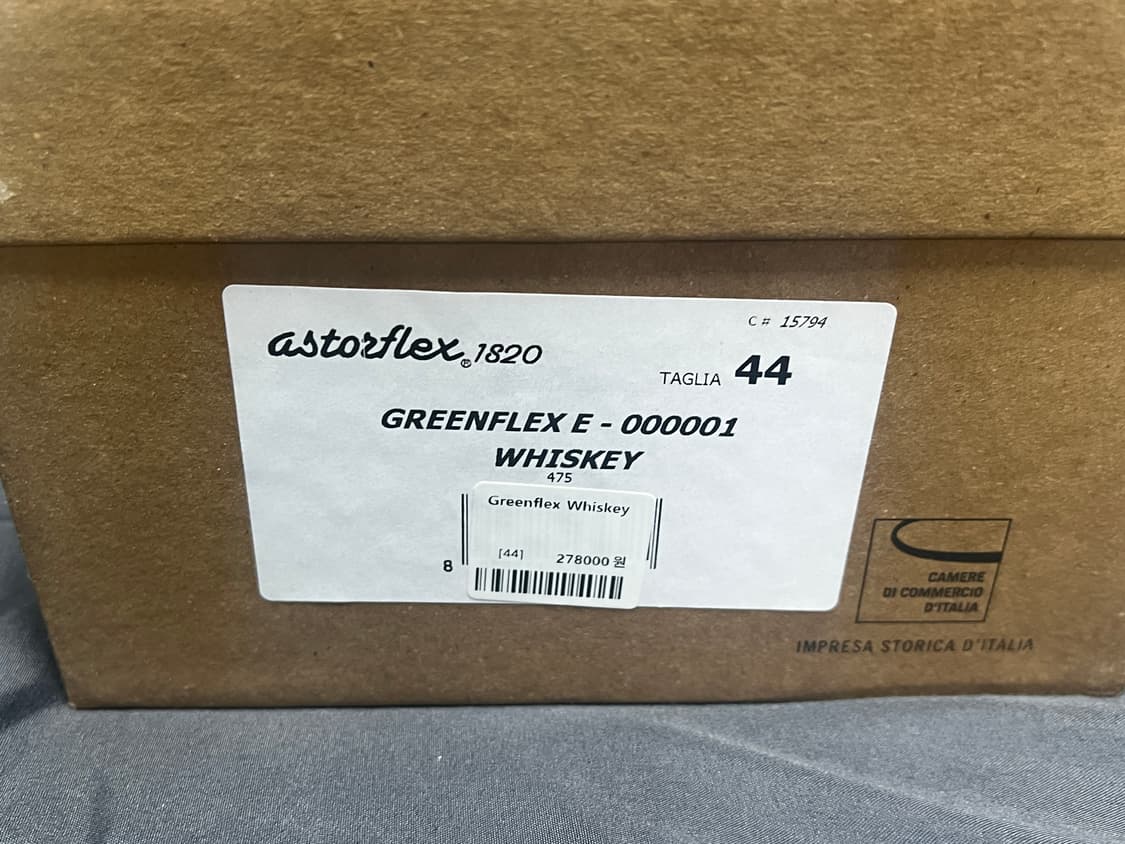 astorflex® 1820
C # 15794
TAGLIA 44
GREENFLEX E - 000001
WHISKEY
475
Greenflex Whiskey
[44] 278000 원
8
CAMERE
DI COMMERCIO
D'ITALIA
IMPRESA STORICA D'ITALIA